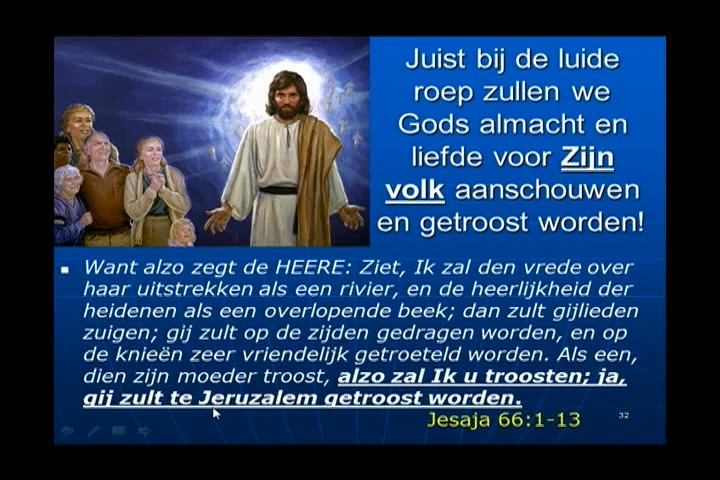 Juist bij de luide
roep zullen we
Gods almacht en
liefde voor Zijn
volk aanschouwen
en getroost worden!
Want alzo zegt de HEERE: Ziet, Ik zal den vrede over
haar uitstrekken als een rivier, en de heerlijkheid der
heidenen als een overlopende beek; dan zult gijlieden
zuigen; gij zult op de zijden gedragen worden, en op
de knieën zeer vriendelijk getroeteld worden. Als een,
dien zijn moeder troost, alzo zal Ik u troosten; ja,
gij zult te Jeruzalem getroost worden.
Jesaja 66:1-13
32